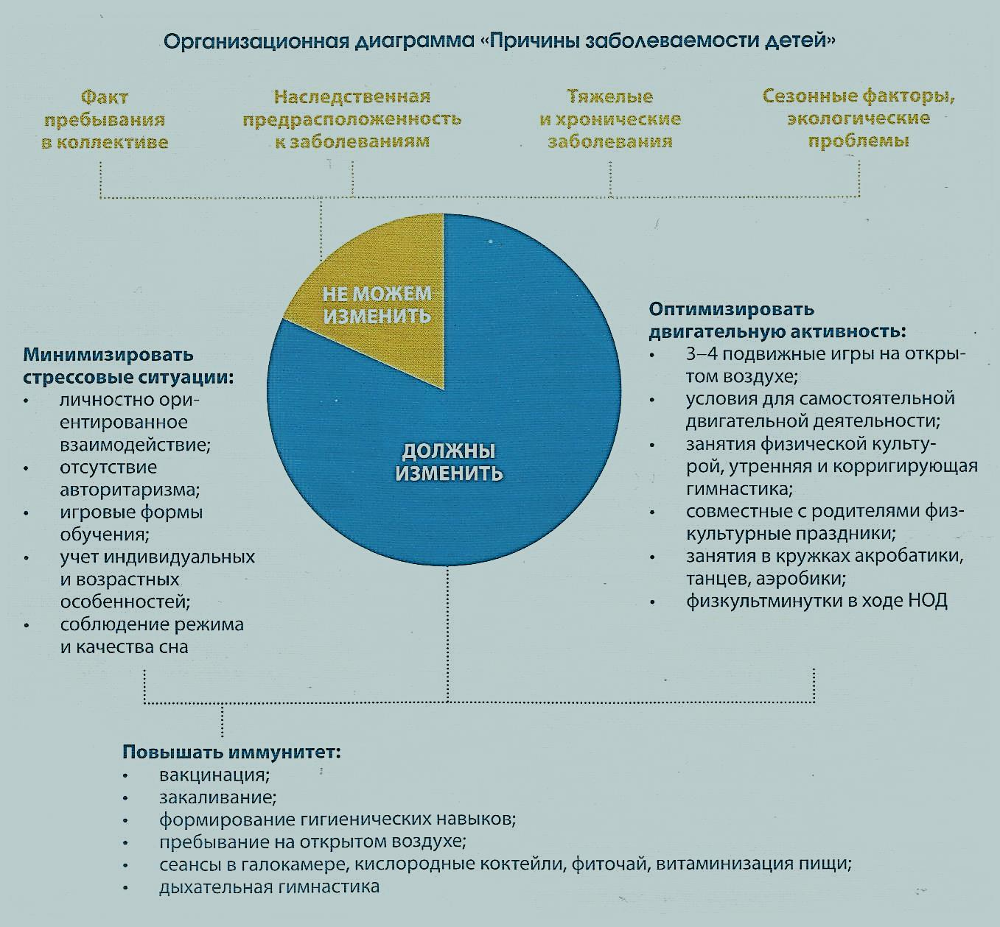 Организационная диаграмма «Причины заболеваемости детей»
Факт
пребывания
в коллективе
Наследственная
предрасположенность
к заболеваниям
Тяжелые
и хронические
заболевания
Сезонные факторы,
экологические
проблемы
НЕ МОЖЕМ
ИЗМЕНИТЬ
ДОЛЖНЫ
ИЗМЕНИТЬ
Минимизировать
стрессовые ситуации:
• личностно ори-
ентированное
взаимодействие;
• отсутствие
авторитаризма;
• игровые формы
обучения;
• учет индивидуальных
и возрастных
особенностей;
• соблюдение режима
и качества сна
Оптимизировать
двигательную активность:
• 3–4 подвижные игры на откры-
том воздухе;
• условия для самостоятельной
двигательной деятельности;
• занятия физической культу-
рой, утренняя и корригирующая
гимнастика;
• совместные с родителями физ-
культурные праздники;
• занятия в кружках акробатики,
танцев, аэробики;
• физкультминутки в ходе НОД
Повышать иммунитет:
• вакцинация;
• закаливание;
• формирование гигиенических навыков;
• пребывание на открытом воздухе;
• сеансы в галокамере, кислородные коктейли, фиточай, витаминизация пищи;
• дыхательная гимнастика